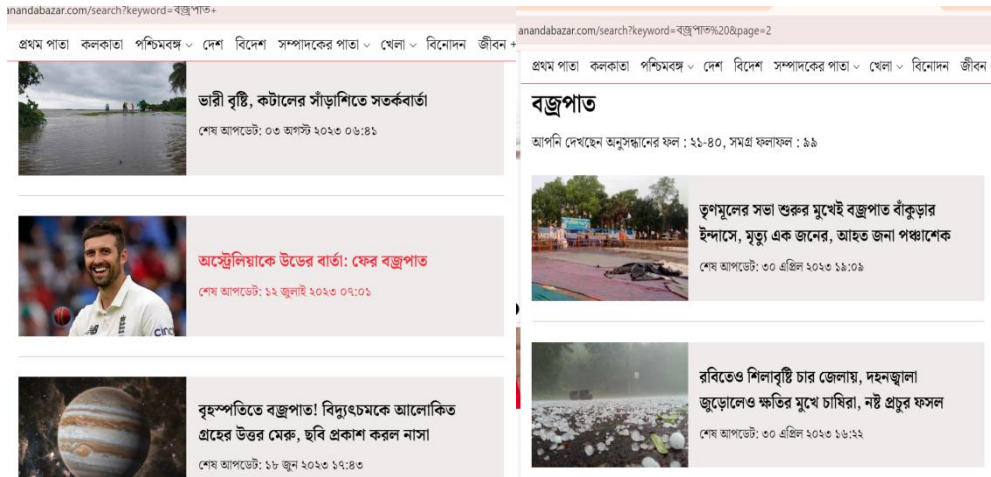 anandabazar.com/search?keyword=বজ্রপাত+
প্রথম পাতা কলকাতা পশ্চিমবঙ্গ দেশ বিদেশ সম্পাদকের পাতা খেলা বিনোদন জীবন +
ভারী বৃষ্টি, কটালের সাঁড়াশিতে সতর্কবার্তা
শেষ আপডেট: ০৩ অগস্ট ২০২৩ ০৬:৪১
অস্ট্রেলিয়াকে উডের বার্তা: ফের বজ্রপাত
শেষ আপডেট: ১২ জুলাই ২০২৩ ০৭:০১
বৃহস্পতিতে বজ্রপাত! বিদ্যুৎচমকে আলোকিত
গ্রহের উত্তর মেরু, ছবি প্রকাশ করল নাসা
শেষ আপডেট: ১৮ জুন ২০২৩ ১৭:৪৩
anandabazar.com/search?keyword=বজ্রপাত%20&page=2
প্রথম পাতা কলকাতা পশ্চিমবঙ্গ দেশ বিদেশ সম্পাদকের পাতা খেলা বিনোদন জীবন
বজ্রপাত
আপনি দেখছেন অনুসন্ধানের ফল : ২১-৪০, সমগ্র ফলাফল : ৯৯
তৃণমূলের সভা শুরুর মুখেই বজ্রপাত বাঁকুড়ার
ইন্দাসে, মৃত্যু এক জনের, আহত জনা পঞ্চাশেক
শেষ আপডেট: ৩০ এপ্রিল ২০২৩ ১৯:০৯
রবিতেও শিলাবৃষ্টি চার জেলায়, দহনজ্বালা
জুড়োলেও ক্ষতির মুখে চাষিরা, নষ্ট প্রচুর ফসল
শেষ আপডেট: ৩০ এপ্রিল ২০২৩ ১৬:২২